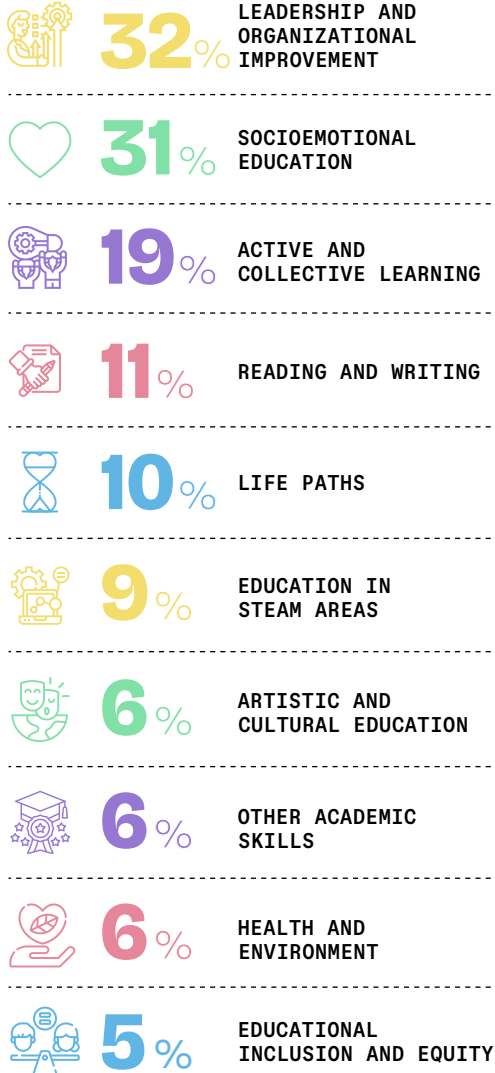 32% LEADERSHIP AND
ORGANIZATIONAL
IMPROVEMENT
31% SOCIOEMOTIONAL
EDUCATION
19% ACTIVE AND
COLLECTIVE LEARNING
11% READING AND WRITING
10% LIFE PATHS
9% EDUCATION IN
STEAM AREAS
6% ARTISTIC AND
CULTURAL EDUCATION
6% OTHER ACADEMIC
SKILLS
6% HEALTH AND
ENVIRONMENT
5% EDUCATIONAL
INCLUSION AND EQUITY